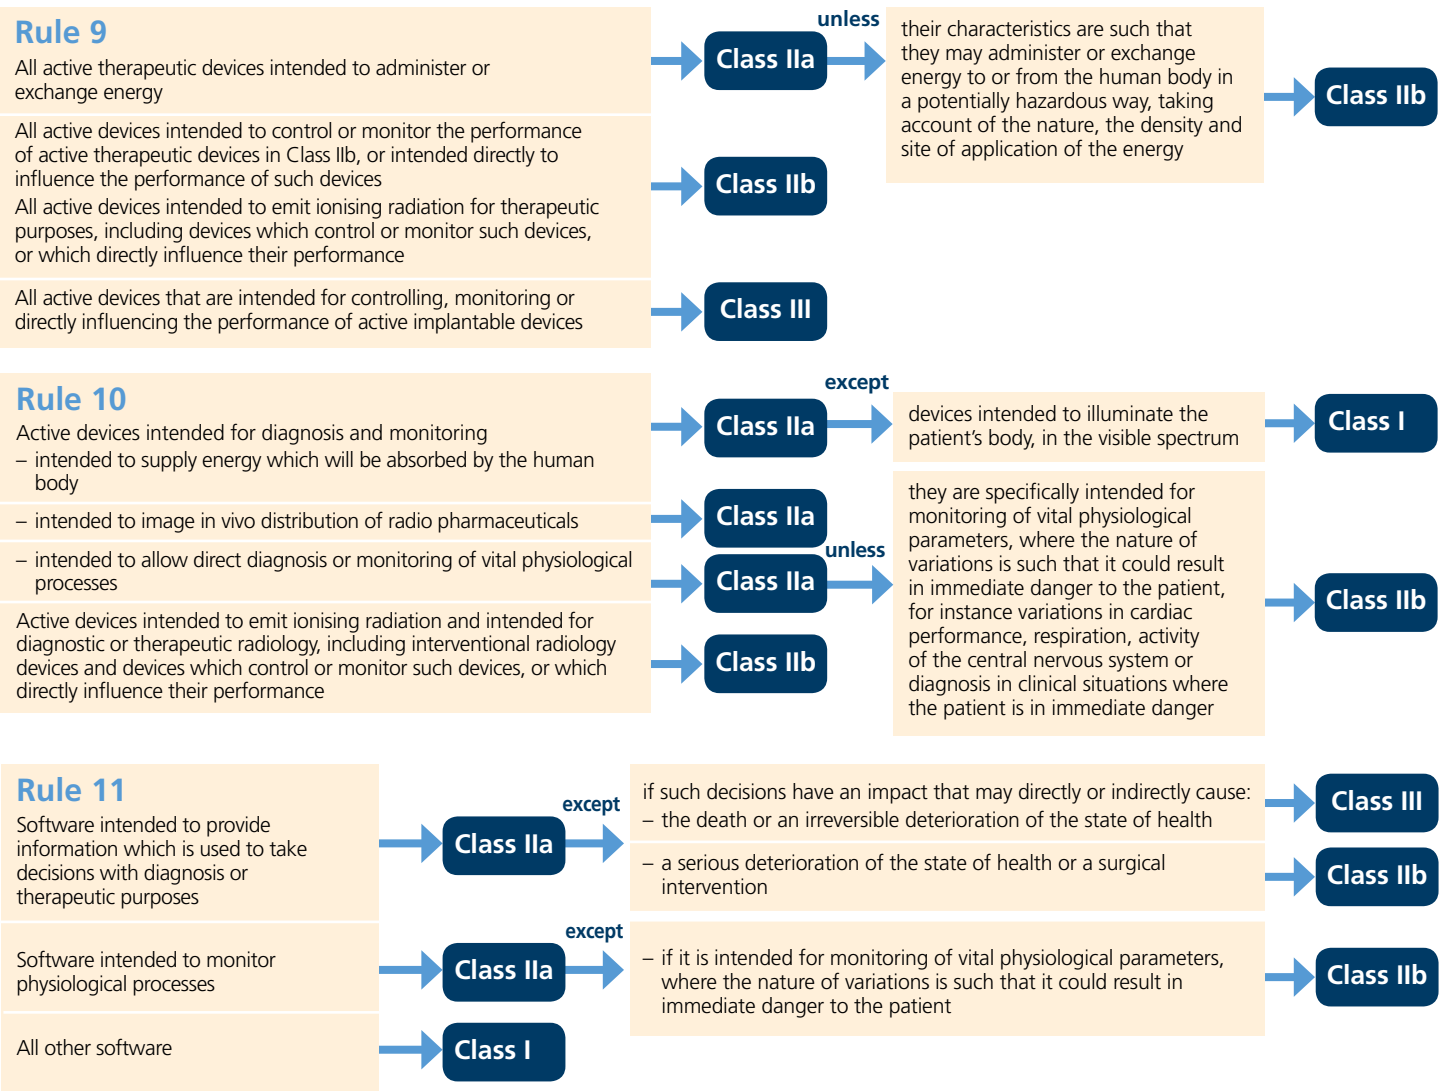 Rule 9
All active therapeutic devices intended to administer or
exchange energy
Class IIa
unless
their characteristics are such that
they may administer or exchange
energy to or from the human body in
a potentially hazardous way, taking
account of the nature, the density and
site of application of the energy
Class IIb
All active devices intended to control or monitor the performance
of active therapeutic devices in Class IIb, or intended directly to
influence the performance of such devices
All active devices intended to emit ionising radiation for therapeutic
purposes, including devices which control or monitor such devices,
or which directly influence their performance
Class IIb
All active devices that are intended for controlling, monitoring or
directly influencing the performance of active implantable devices
Class III
Rule 10
Active devices intended for diagnosis and monitoring
– intended to supply energy which will be absorbed by the human
body
Class IIa
except
devices intended to illuminate the
patient’s body, in the visible spectrum
Class I
– intended to image in vivo distribution of radio pharmaceuticals
Class IIa
– intended to allow direct diagnosis or monitoring of vital physiological
processes
Class IIa
unless
they are specifically intended for
monitoring of vital physiological
parameters, where the nature of
variations is such that it could result
in immediate danger to the patient,
for instance variations in cardiac
performance, respiration, activity
of the central nervous system or
diagnosis in clinical situations where
the patient is in immediate danger
Class IIb
Active devices intended to emit ionising radiation and intended for
diagnostic or therapeutic radiology, including interventional radiology
devices and devices which control or monitor such devices, or which
directly influence their performance
Class IIb
Rule 11
Software intended to provide
information which is used to take
decisions with diagnosis or
therapeutic purposes
Class IIa
except
if such decisions have an impact that may directly or indirectly cause:
– the death or an irreversible deterioration of the state of health
Class III
– a serious deterioration of the state of health or a surgical
intervention
Class IIb
Software intended to monitor
physiological processes
Class IIa
except
– if it is intended for monitoring of vital physiological parameters,
where the nature of variations is such that it could result in
immediate danger to the patient
Class IIb
All other software
Class I